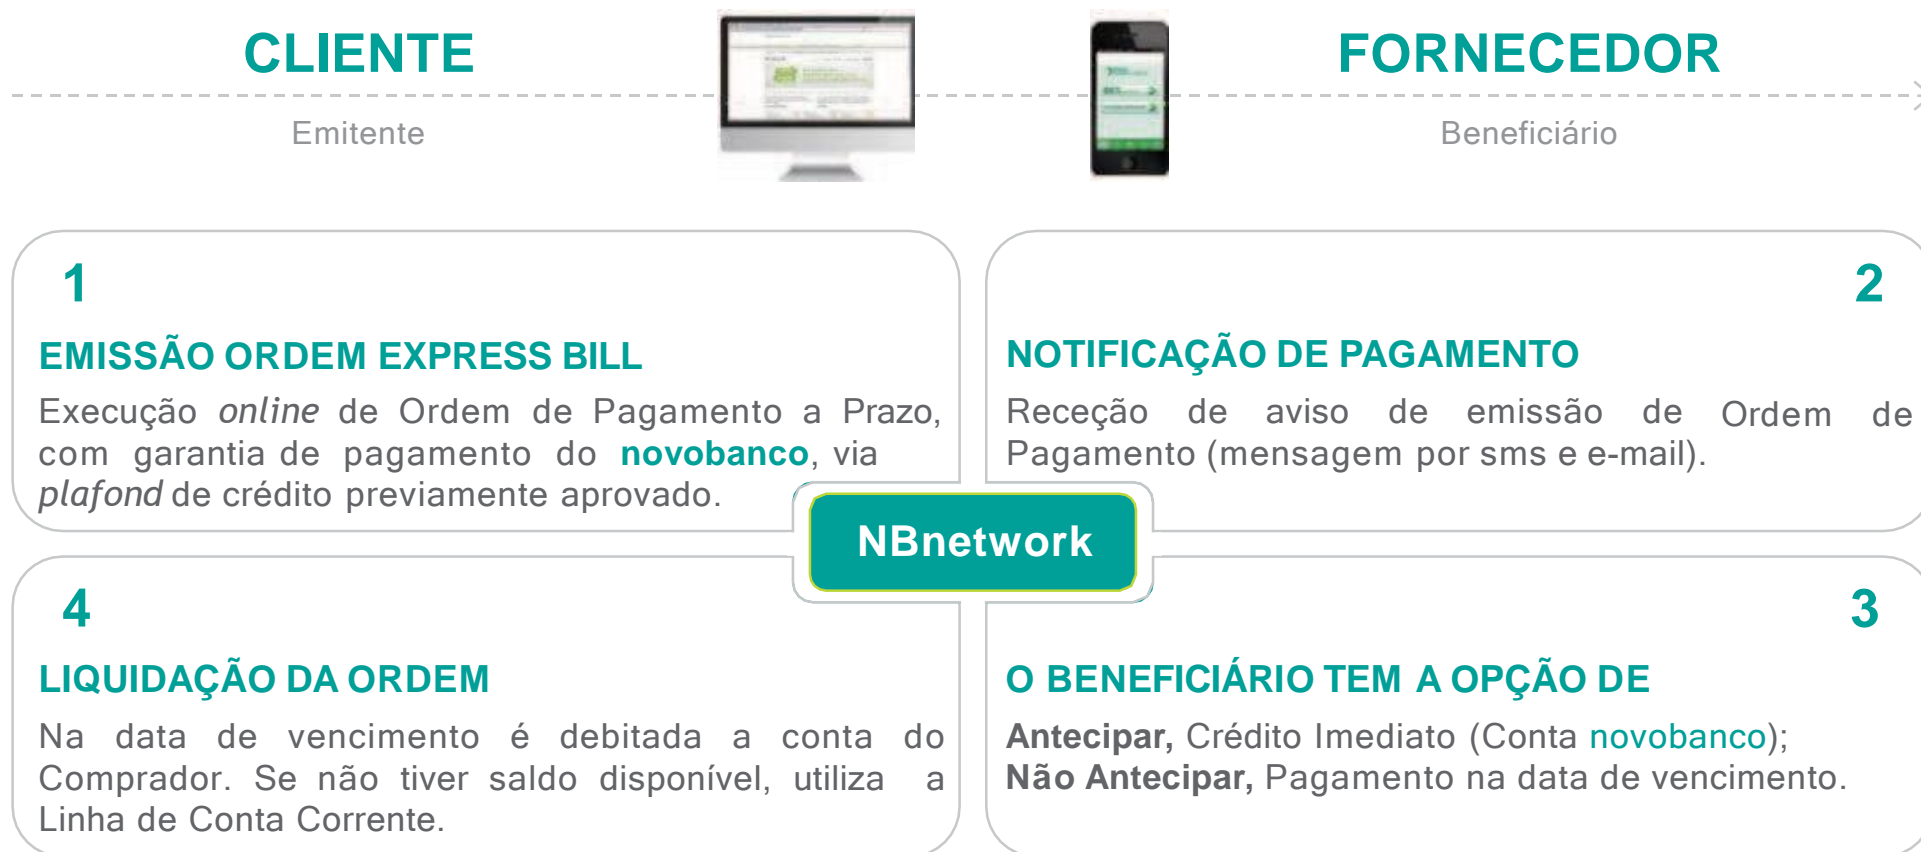 CLIENTE
Emitente
FORNECEDOR
Beneficiário
1
EMISSÃO ORDEM EXPRESS BILL
Execução online de Ordem de Pagamento a Prazo,
com garantia de pagamento do novobanco, via
plafond de crédito previamente aprovado.
2
NOTIFICAÇÃO DE PAGAMENTO
Receção de aviso de emissão de Ordem de
Pagamento (mensagem por sms e e-mail).
NBnetwork
4
LIQUIDAÇÃO DA ORDEM
Na data de vencimento é debitada a conta do
Comprador. Se não tiver saldo disponível, utiliza a
Linha de Conta Corrente.
3
O BENEFICIÁRIO TEM A OPÇÃO DE
Antecipar, Crédito Imediato (Conta novobanco);
Não Antecipar, Pagamento na data de vencimento.